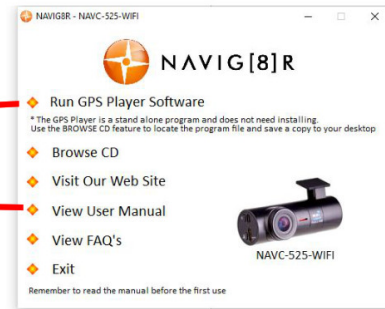 NAVIG8R - NAVC-525-WIFI
NAVIG[8]R
Run GPS Player Software
* The GPS Player is a stand alone program and does not need installing.
Use the BROWSE CD feature to locate the program file and save a copy to your desktop
Browse CD
Visit Our Web Site
View User Manual
View FAQ's
Exit
NAVC-525-WIFI
Remember to read the manual before the first use